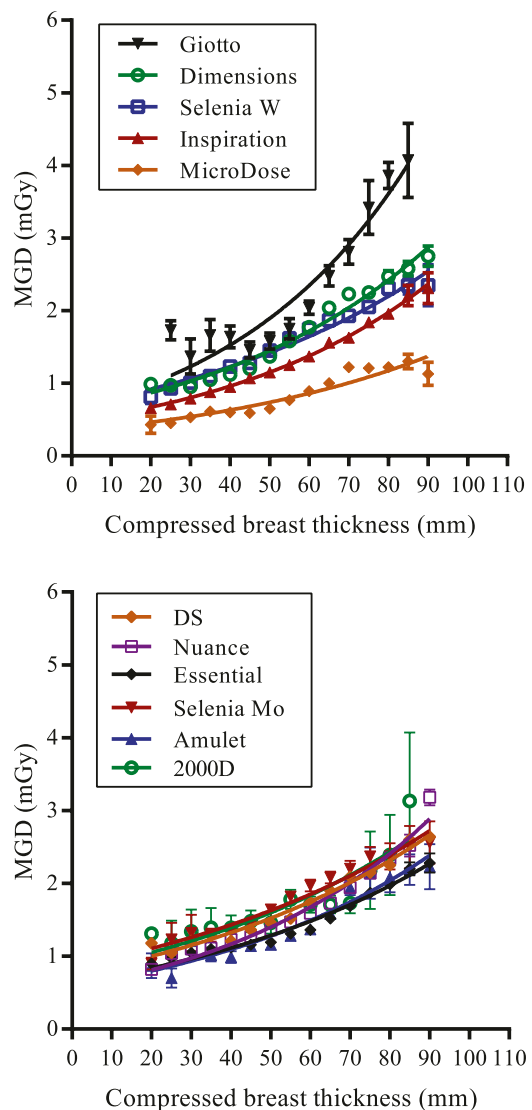 6
5
4
3
2
1
0
MGD (mGy)
Giotto
Dimensions
Selenia W
Inspiration
MicroDose
0 10 20 30 40 50 60 70 80 90 100 110
Compressed breast thickness (mm)
6
5
4
3
2
1
0
MGD (mGy)
DS
Nuance
Essential
Selenia Mo
Amulet
2000D
0 10 20 30 40 50 60 70 80 90 100 110
Compressed breast thickness (mm)